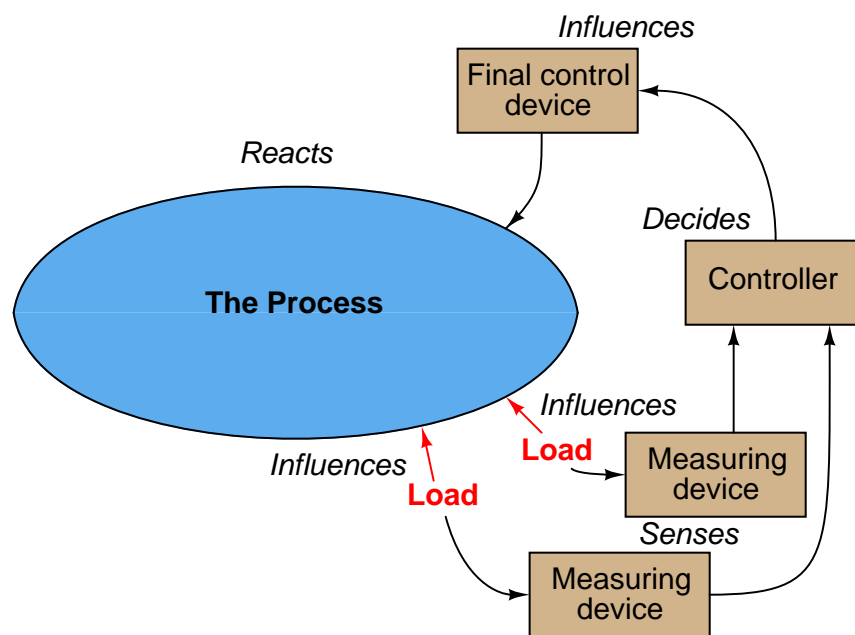 Influences
Final control
device
Reacts
Decides
Controller
The Process
Influences
Load
Measuring
device
Influences
Load
Senses
Measuring
device